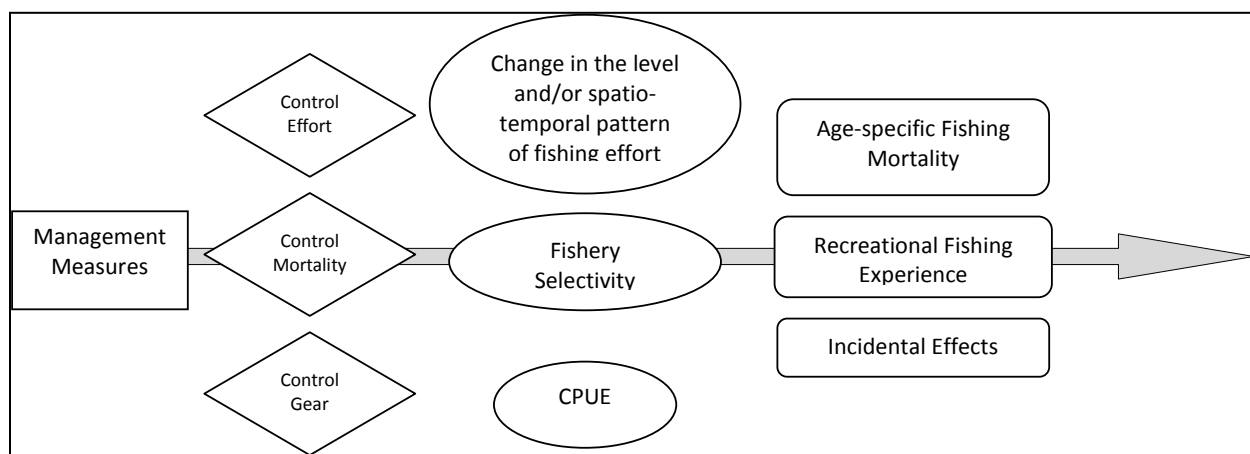 Management
Measures
Control
Effort
Control
Mortality
Control
Gear
Change in the level
and/or spatio-
temporal pattern
of fishing effort
Fishery
Selectivity
CPUE
Age-specific Fishing
Mortality
Recreational Fishing
Experience
Incidental Effects